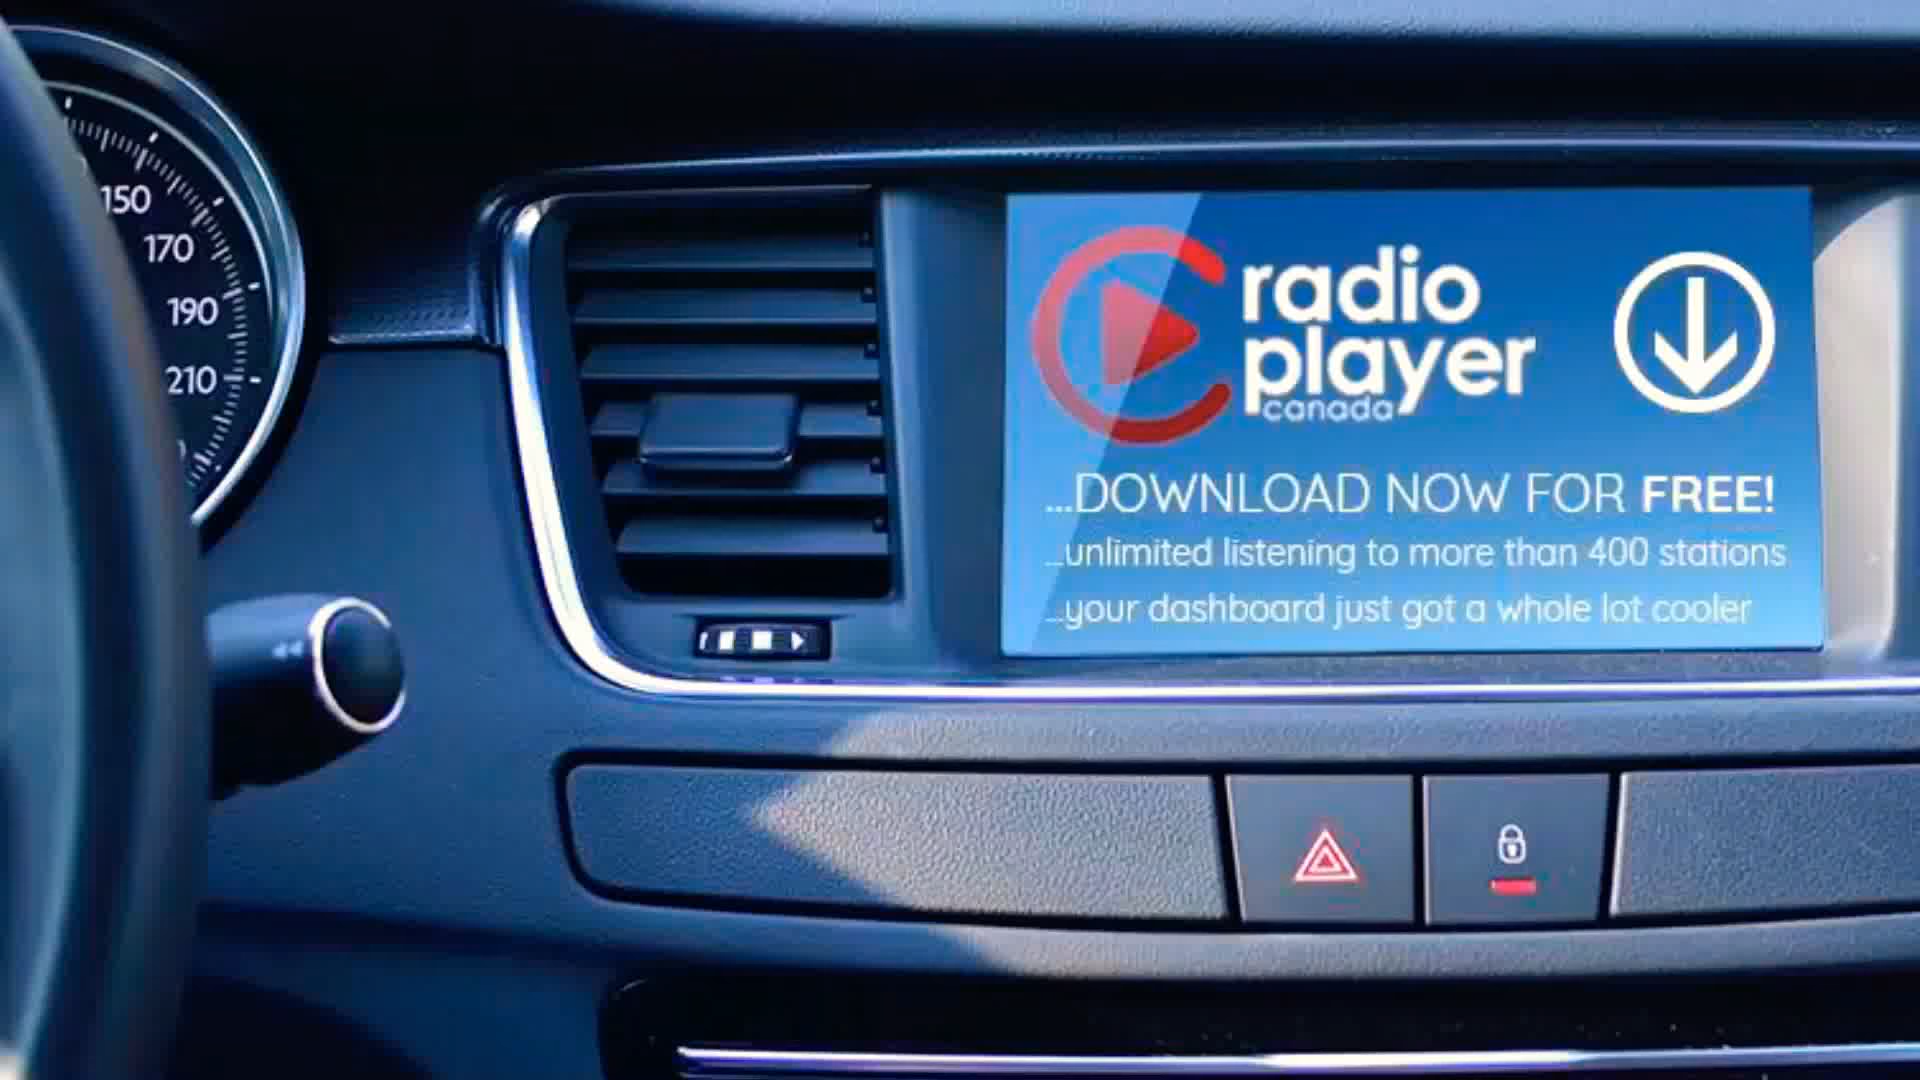 150
170
190
210
radio
player
canada
...DOWNLOAD NOW FOR FREE!
...unlimited listening to more than 400 stations
...your dashboard just got a whole lot cooler